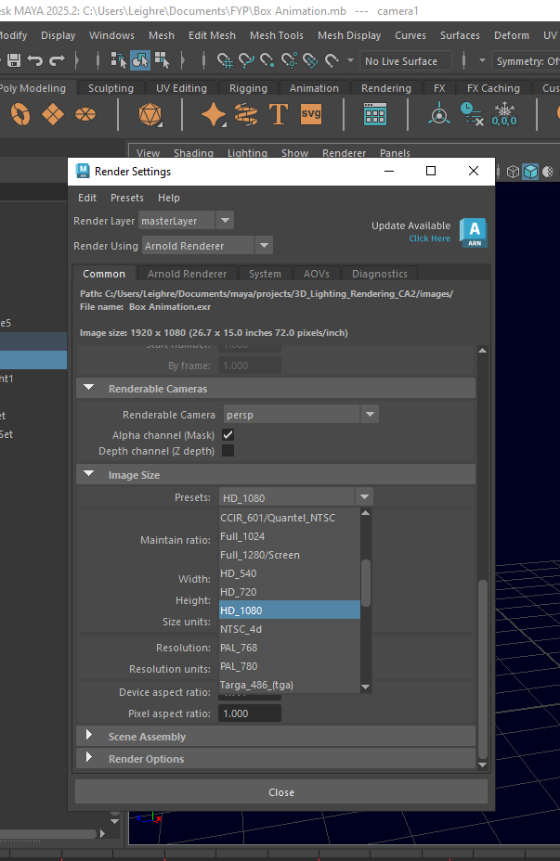 sk MAYA 2025.2: C:\Users\Leighre\Documents\FYP\Box Animation.mb --- camera1
Modify Display Windows Mesh Edit Mesh Mesh Tools Mesh Display Curves Surfaces Deform UV
No Live Surface Symmetry: Of
Poly Modeling Sculpting UV Editing Rigging Animation Rendering FX FX Caching Cus
T svg 0,0,0
View Shading Lighting Show Renderer Panels
Render Settings
Edit Presets Help
Render Layer masterLayer
Update Available
Click Here
A
ARN
Render Using Arnold Renderer
Common Arnold Renderer System AOVs Diagnostics
Path: C:/Users/Leighre/Documents/maya/projects/3D_Lighting_Rendering_CA2/images/
File name: Box Animation.exr
Image size: 1920 x 1080 (26.7 x 15.0 inches 72.0 pixels/inch)
e5
Start Number: 1.000
By frame: 1.000
ht1
Renderable Cameras
et
Renderable Camera persp
Set
Alpha channel (Mask)
Depth channel (Z depth)
Image Size
Presets: HD_1080
CCIR_601/Quantel_NTSC
Maintain ratio: Full_1024
Full_1280/Screen
Width: HD_540
Height: HD_720
HD_1080
Size units:
NTSC_4d
Resolution: PAL_768
Resolution units: PAL_780
Device aspect ratio: Targa_486_(tga)
Pixel aspect ratio: 1.000
Scene Assembly
Render Options
Close